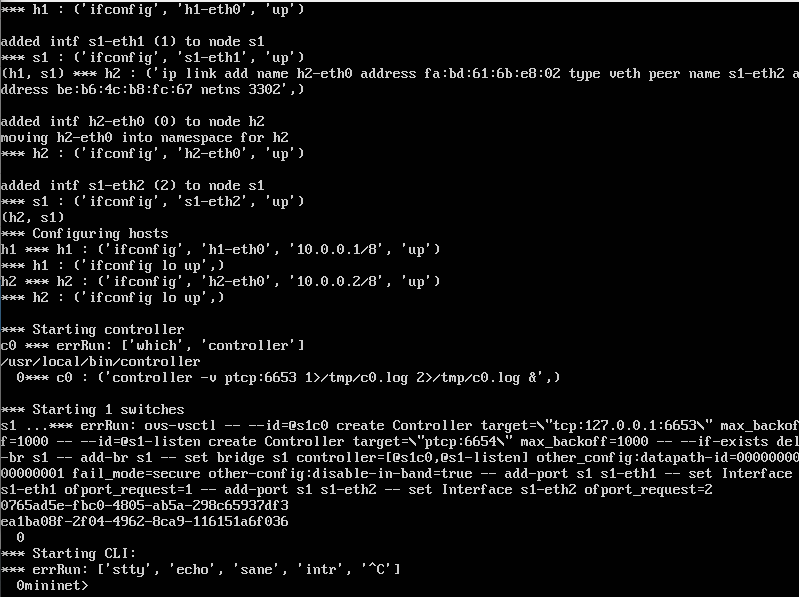 *** h1 : ('ifconfig', 'h1-eth0', 'up')

added intf s1-eth1 (1) to node s1
*** s1 : ('ifconfig', 's1-eth1', 'up')
(h1, s1) *** h2 : ('ip link add name h2-eth0 address fa:bd:61:6b:e8:02 type veth peer name s1-eth2 a
ddress be:b6:4c:b8:fc:67 netns 3302',)

added intf h2-eth0 (0) to node h2
moving h2-eth0 into namespace for h2
*** h2 : ('ifconfig', 'h2-eth0', 'up')

added intf s1-eth2 (2) to node s1
*** s1 : ('ifconfig', 's1-eth2', 'up')
(h2, s1)
*** Configuring hosts
h1 *** h1 : ('ifconfig', 'h1-eth0', '10.0.0.1/8', 'up')
*** h1 : ('ifconfig lo up',)
h2 *** h2 : ('ifconfig', 'h2-eth0', '10.0.0.2/8', 'up')
*** h2 : ('ifconfig lo up',)

*** Starting controller
c0 *** errRun: ['which', 'controller']
/usr/local/bin/controller
  0*** c0 : ('controller -v ptcp:6653 1>/tmp/c0.log 2>/tmp/c0.log &',)

*** Starting 1 switches
s1 ...*** errRun: ovs-vsctl -- --id=@s1c0 create Controller target=\"tcp:127.0.0.1:6653\" max_backof
f=1000 -- --id=@s1-listen create Controller target=\"ptcp:6654\" max_backoff=1000 -- --if-exists del
-br s1 -- add-br s1 -- set bridge s1 controller=[@s1c0,@s1-listen] other_config:datapath-id=00000000
00000001 fail_mode=secure other-config:disable-in-band=true -- add-port s1 s1-eth1 -- set Interface
s1-eth1 ofport_request=1 -- add-port s1 s1-eth2 -- set Interface s1-eth2 ofport_request=2
0765ad5e-fbc0-4805-ab5a-298c65937df3
ea1ba08f-2f04-4962-8ca9-116151a6f036
  0
*** Starting CLI:
*** errRun: ['stty', 'echo', 'sane', 'intr', '^C']
  0mininet>